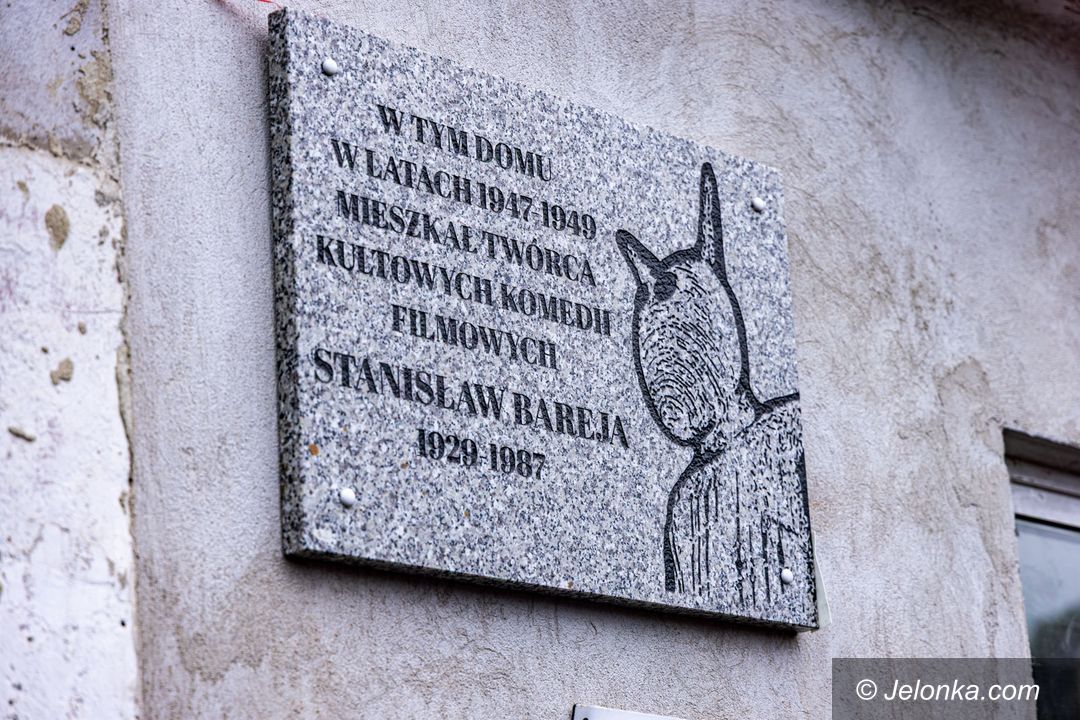 W TYM DOMU
W LATACH 1947-1949
MIESZKAŁ TWÓRCA
KULTOWYCH KOMEDII
FILMOWYCH
STANISŁAW BAREJA
1929-1987
© Jelonka.com